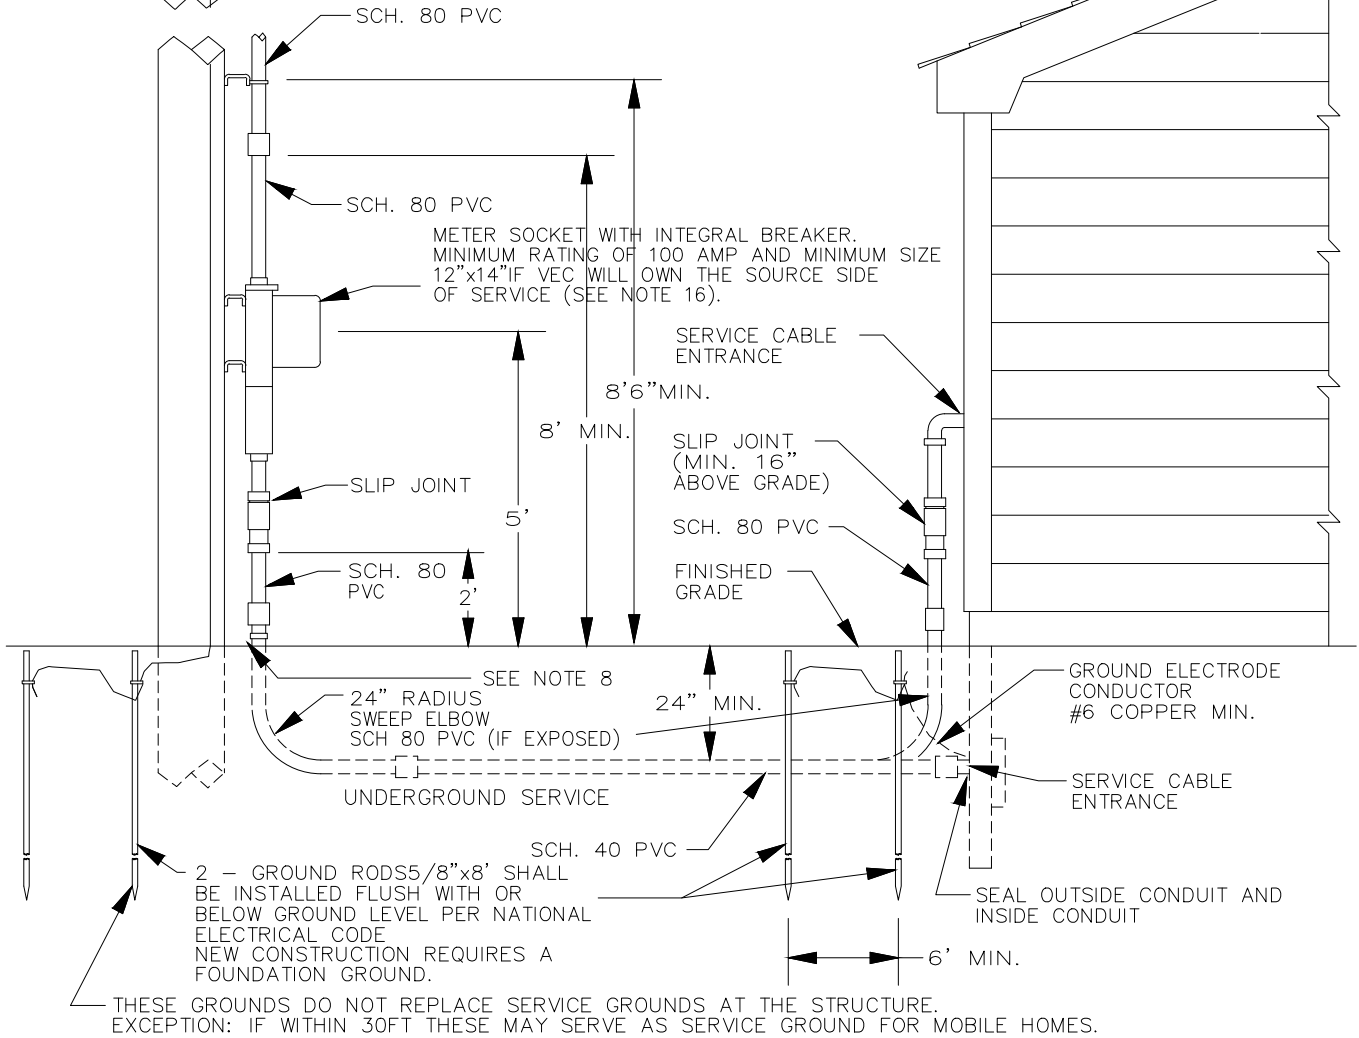 SCH. 80 PVC
SCH. 80 PVC
METER SOCKET WITH INTEGRAL BREAKER.
MINIMUM RATING OF 100 AMP AND MINIMUM SIZE
12”x14”IF VEC WILL OWN THE SOURCE SIDE
OF SERVICE (SEE NOTE 16).
SERVICE CABLE
ENTRANCE
8’6”MIN.
8’ MIN.
SLIP JOINT
(MIN. 16”
ABOVE GRADE)
SLIP JOINT
5’
SCH. 80 PVC
SCH. 80
PVC
2’
FINISHED
GRADE
SEE NOTE 8
24” RADIUS
SWEEP ELBOW
SCH 80 PVC (IF EXPOSED)
24” MIN.
GROUND ELECTRODE
CONDUCTOR
#6 COPPER MIN.
UNDERGROUND SERVICE
SERVICE CABLE
ENTRANCE
SCH. 40 PVC
2 – GROUND RODS5/8”x8’ SHALL
BE INSTALLED FLUSH WITH OR
BELOW GROUND LEVEL PER NATIONAL
ELECTRICAL CODE
NEW CONSTRUCTION REQUIRES A
FOUNDATION GROUND.
SEAL OUTSIDE CONDUIT AND
INSIDE CONDUIT
6’ MIN.
THESE GROUNDS DO NOT REPLACE SERVICE GROUNDS AT THE STRUCTURE.
EXCEPTION: IF WITHIN 30FT THESE MAY SERVE AS SERVICE GROUND FOR MOBILE HOMES.